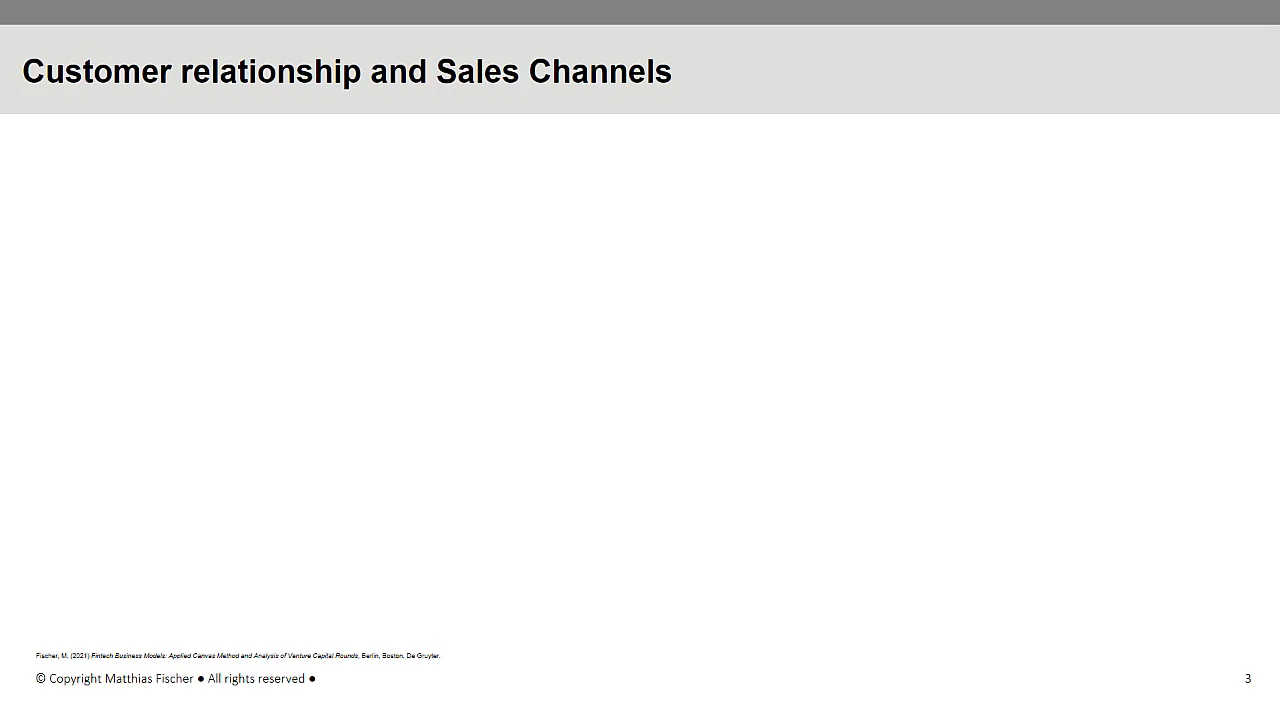 Customer relationship and Sales Channels
Fischer, M. (2021) Fintech Business Models: Applied Canvas Method and Analysis of Venture Capital Rounds, Berlin, Boston, De Gruyter.
© Copyright Matthias Fischer ● All rights reserved ●
3